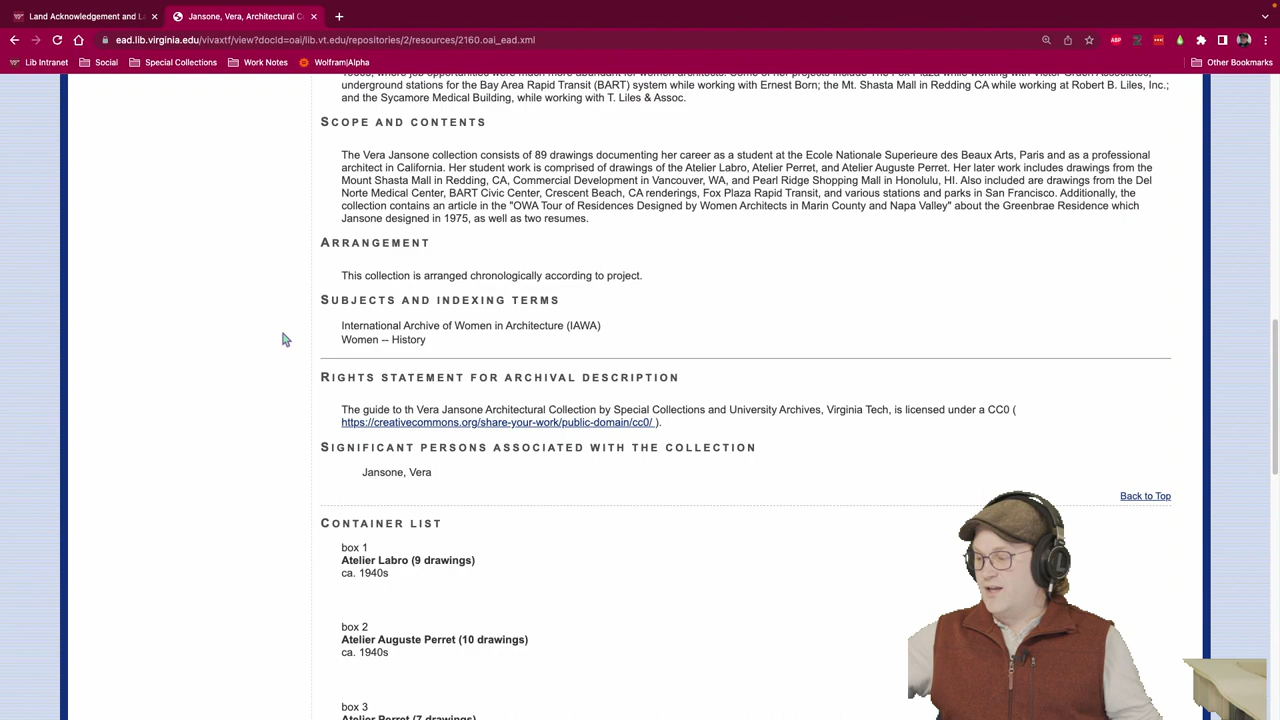 Land Acknowledgement and La
Jansone, Vera, Architectural Co
ead.lib.virginia.edu/vivaxtf/view?docId=oai/lib.vt.edu/repositories/2/resources/2160.oai_ead.xml
ABP
Lib Intranet
Social
Special Collections
Work Notes
Wolfram|Alpha
Other Bookmarks
underground stations for the Bay Area Rapid Transit (BART) system while working with Ernest Born; the Mt. Shasta Mall in Redding CA while working at Robert B. Liles, Inc.;
and the Sycamore Medical Building, while working with T. Liles & Assoc.
SCOPE AND CONTENTS
The Vera Jansone collection consists of 89 drawings documenting her career as a student at the Ecole Nationale Superieure des Beaux Arts, Paris and as a professional
architect in California. Her student work is comprised of drawings of the Atelier Labro, Atelier Perret, and Atelier Auguste Perret. Her later work includes drawings from the
Mount Shasta Mall in Redding, CA, Commercial Development in Vancouver, WA, and Pearl Ridge Shopping Mall in Honolulu, HI. Also included are drawings from the Del
Norte Medical Center, BART Civic Center, Crescent Beach, CA renderings, Fox Plaza Rapid Transit, and various stations and parks in San Francisco. Additionally, the
collection contains an article in the "OWA Tour of Residences Designed by Women Architects in Marin County and Napa Valley" about the Greenbrae Residence which
Jansone designed in 1975, as well as two resumes.
ARRANGEMENT
This collection is arranged chronologically according to project.
SUBJECTS AND INDEXING TERMS
International Archive of Women in Architecture (IAWA)
Women -- History
RIGHTS STATEMENT FOR ARCHIVAL DESCRIPTION
The guide to th Vera Jansone Architectural Collection by Special Collections and University Archives, Virginia Tech, is licensed under a CC0 (
https://creativecommons.org/share-your-work/public-domain/cc0/ ).
SIGNIFICANT PERSONS ASSOCIATED WITH THE COLLECTION
Jansone, Vera
Back to Top
CONTAINER LIST
box 1
Atelier Labro (9 drawings)
ca. 1940s
box 2
Atelier Auguste Perret (10 drawings)
ca. 1940s
box 3
Atelier Perret (7 drawings)